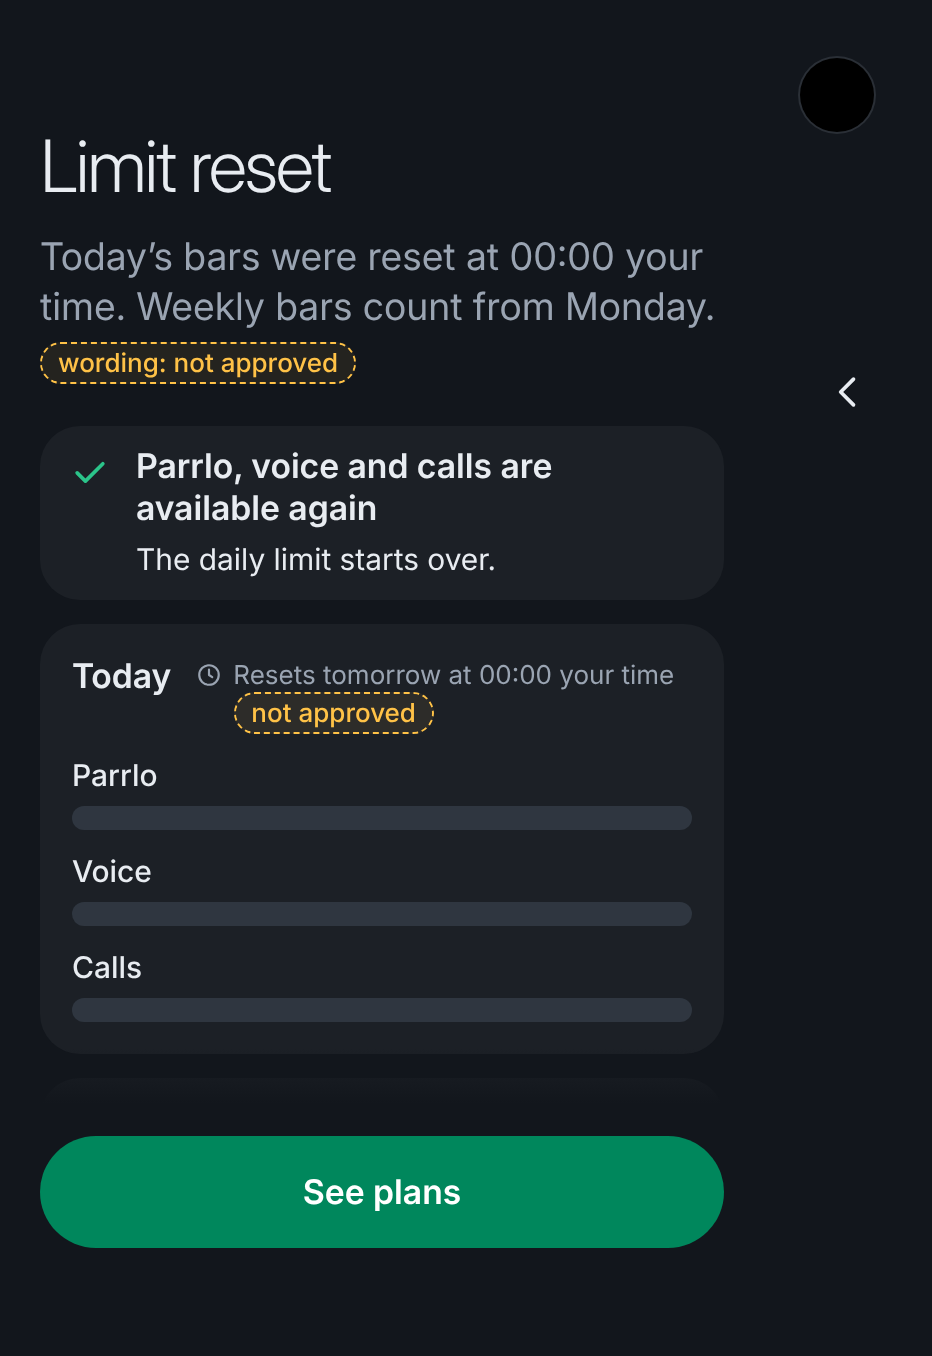 Limit reset
Today’s bars were reset at 00:00 your
time. Weekly bars count from Monday.
wording: not approved
Parrlo, voice and calls are
available again
The daily limit starts over.
Today
Resets tomorrow at 00:00 your time
not approved
Parrlo
Voice
Calls
See plans